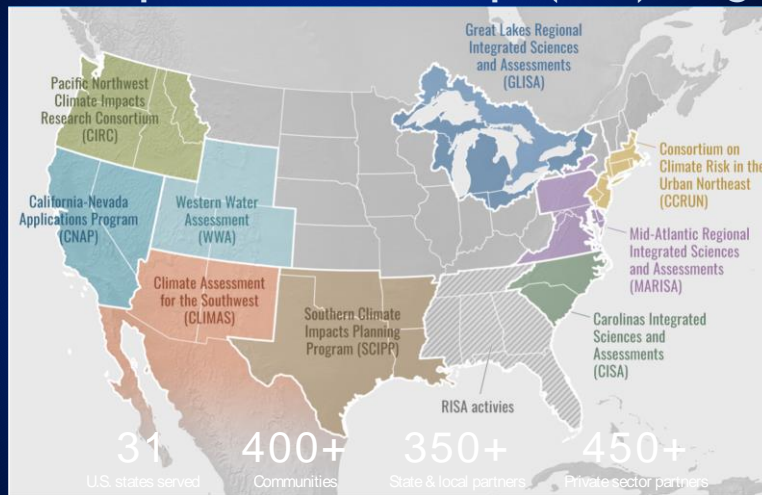 Great Lakes Regional
Integrated Sciences
and Assessments
(GLISA)
Pacific Northwest
Climate Impacts
Research Consortium
(CIRC)
Consortium on
Climate Risk in the
Urban Northeast
(CCRUN)
California-Nevada
Applications Program
(CNAP)
Western Water
Assessment
(WWA)
Mid-Atlantic Regional
Integrated Sciences
and Assessments
(MARISA)
Climate Assessment
for the Southwest
(CLIMAS)
Southern Climate
Impacts Planning
Program (SCIPP)
Carolinas Integrated
Sciences and
Assessments
(CISA)
RISA activies
31
U.S. states served
400+
Communities
350+
State & local partners
450+
Private sector partners